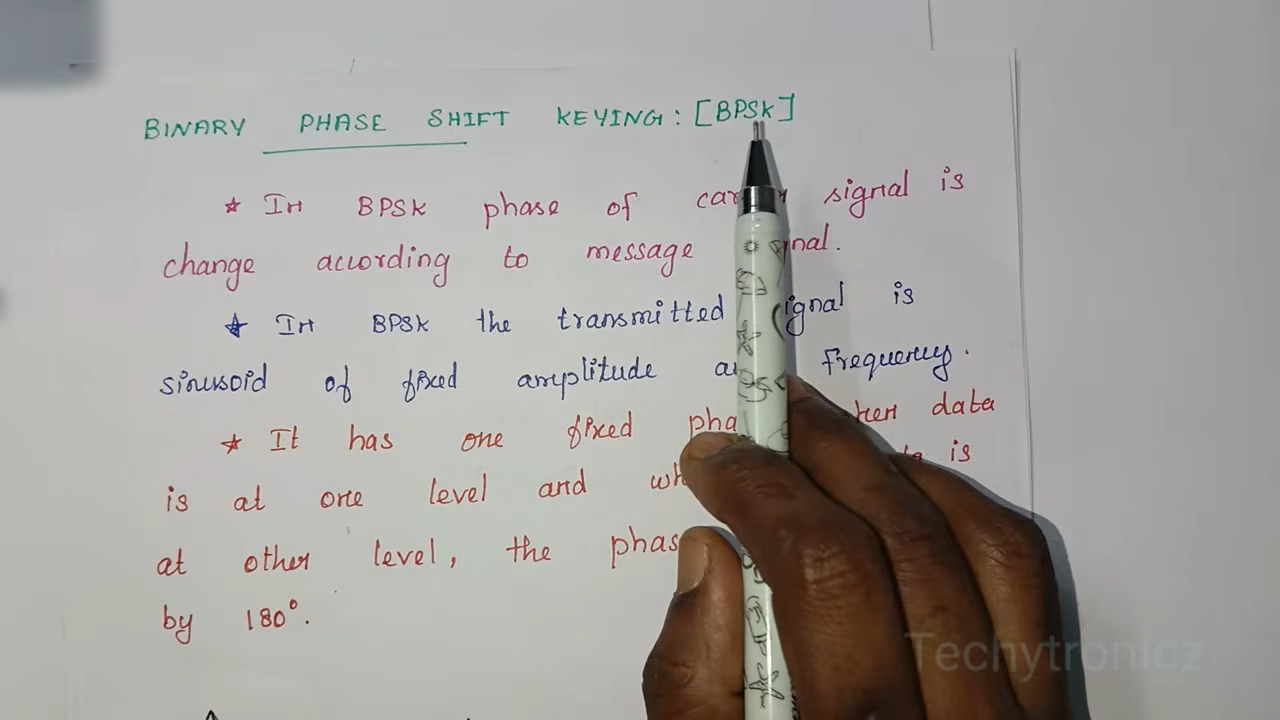 BINARY PHASE SHIFT KEYING : [BPSK]
★ In BPSK phase of signal is
change according to message
★ In BPSK the transmitted signal is
sinusoid of fixed amplitude frequency.
★ It has one fixed data
is at one level and is
at other level, the
by 180°.
Techytronicz